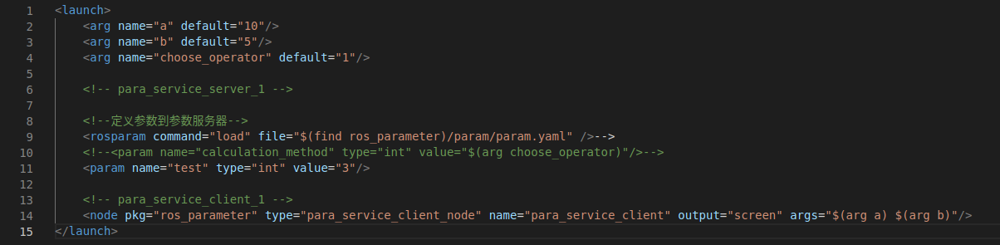 1 <launch>
2     <arg name="a" default="10"/>
3     <arg name="b" default="5"/>
4     <arg name="choose_operator" default="1"/>
5
6     <!-- para_service_server_1 -->
7
8     <!--定义参数到参数服务器-->
9     <rosparam command="load" file="$(find ros_parameter)/param/param.yaml" />-->
10     <!--<param name="calculation_method" type="int" value="$(arg choose_operator)"/>-->
11     <param name="test" type="int" value="3"/>
12
13     <!-- para_service_client_1 -->
14     <node pkg="ros_parameter" type="para_service_client_node" name="para_service_client" output="screen" args="$(arg a) $(arg b)"/>
15 </launch>